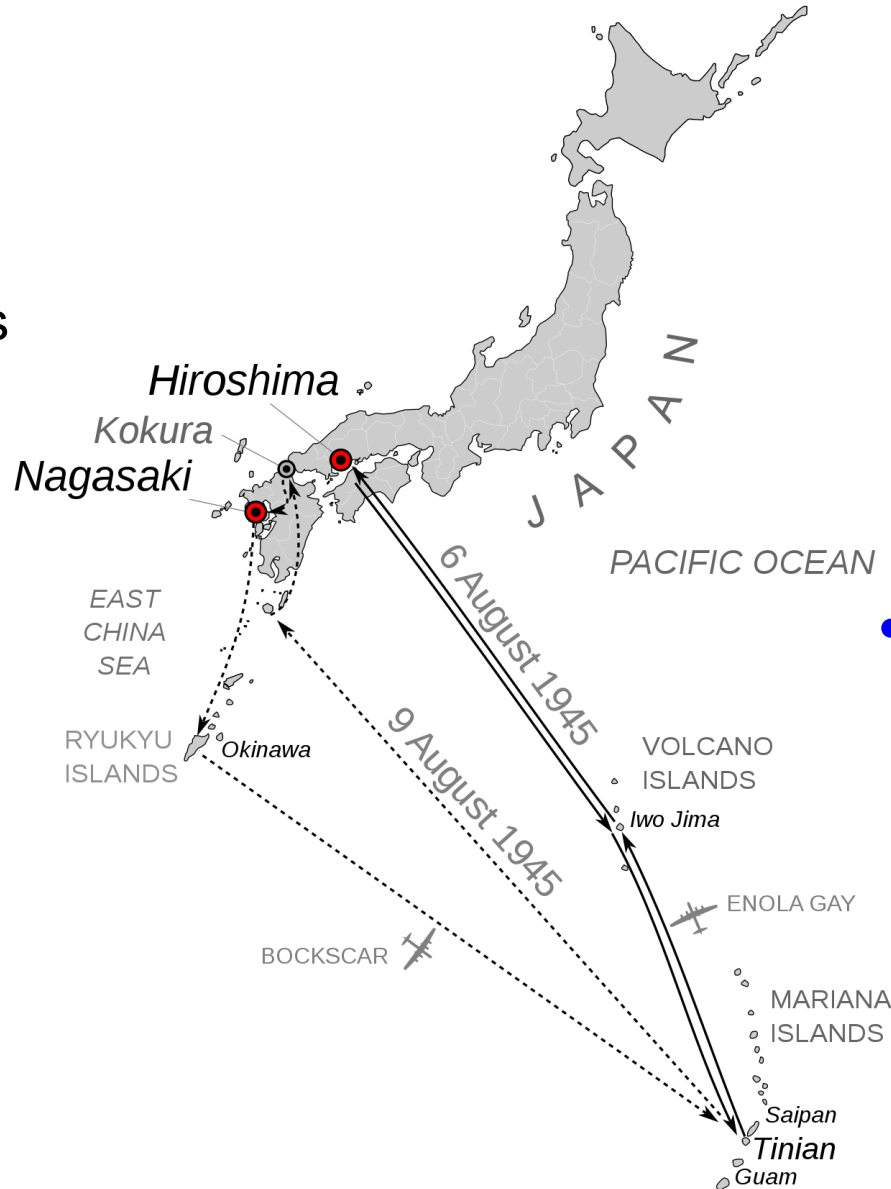 s
Hiroshima
Kokura
Nagasaki
JAPAN
PACIFIC OCEAN
6 August 1945
EAST
CHINA
SEA
9 August 1945
RYUKYU
ISLANDS
Okinawa
VOLCANO
ISLANDS
Iwo Jima
ENOLA GAY
BOCKSCAR
MARIANA
ISLANDS
Saipan
Tinian
Guam